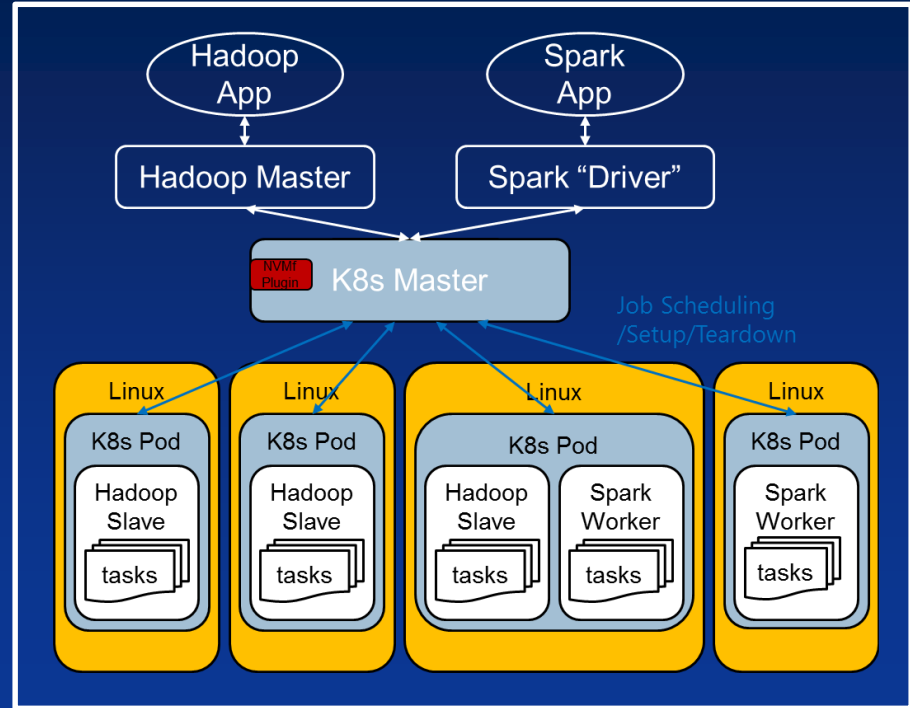 Hadoop
App
Spark
App
Hadoop Master
Spark “Driver”
NVMf
Plugin
K8s Master
Job Scheduling
/Setup/Teardown
Linux
Linux
Linux
Linux
K8s Pod
K8s Pod
K8s Pod
K8s Pod
Hadoop
Slave
tasks
Hadoop
Slave
tasks
Hadoop
Slave
tasks
Spark
Worker
tasks
Spark
Worker
tasks